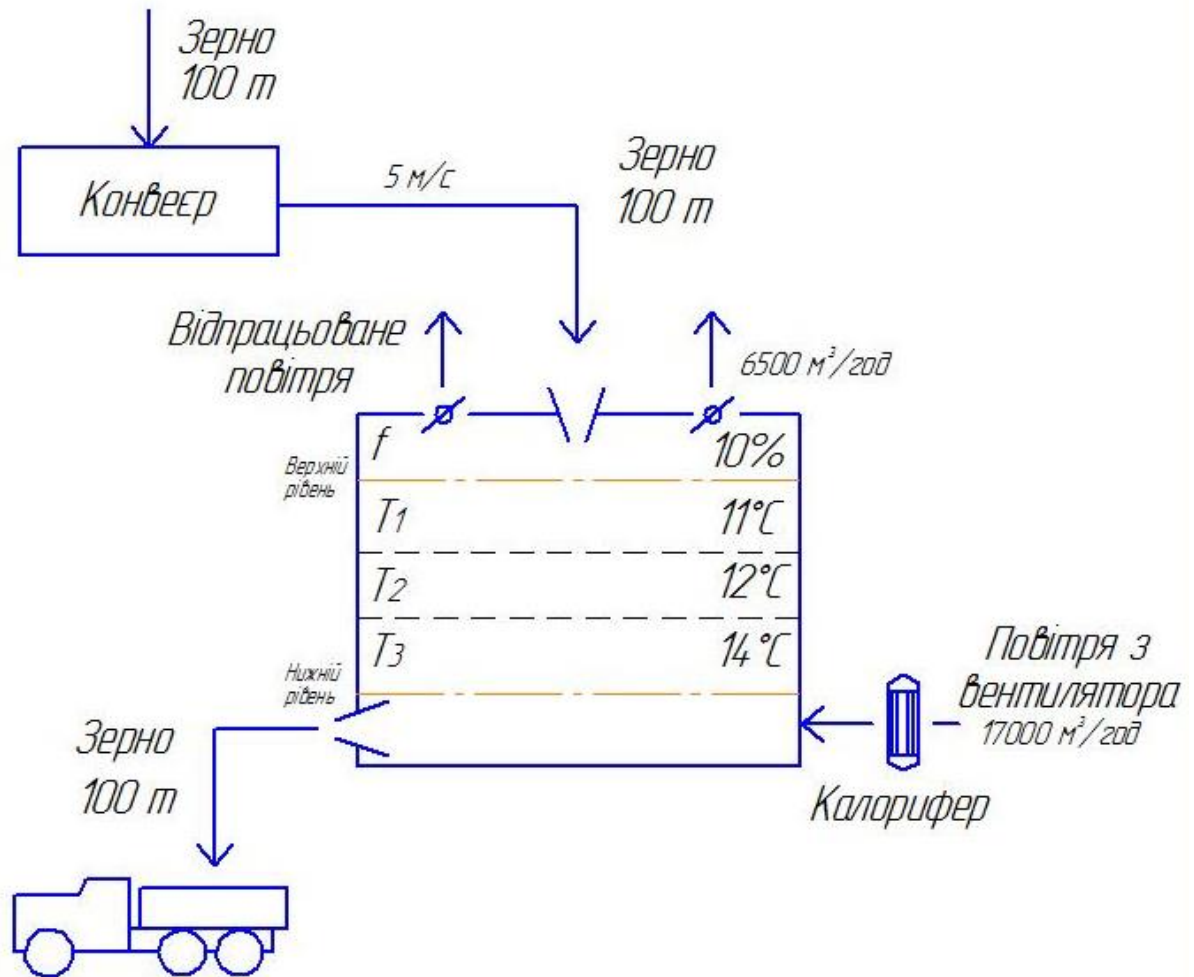 Зерно
100 т
Конвеєр
5 м/с
Зерно
100 т
Відпрацьоване
повітря
6500 м³/год
f
10%
Верхній
рівень
T1
11°C
T2
12°C
T3
14°C
Нижній
рівень
Повітря з
вентилятора
17000 м³/год
Калорифер
Зерно
100 т